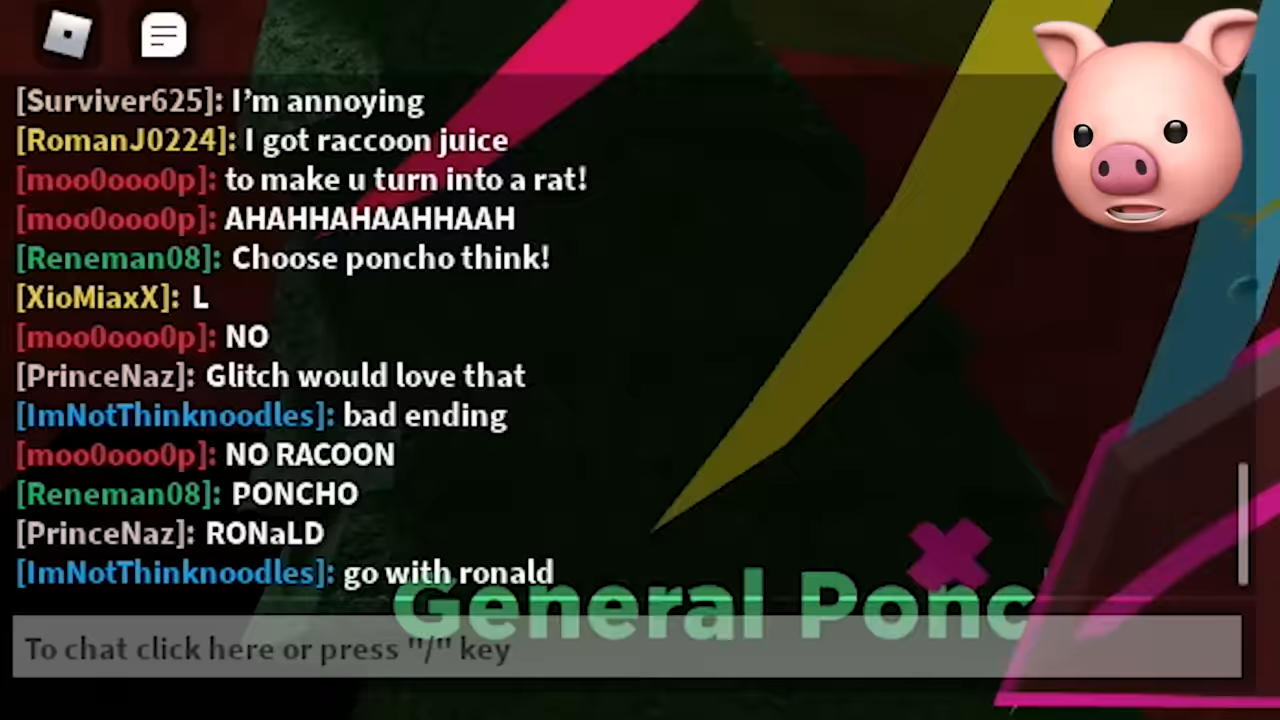 [Surviver625]: I'm annoying
[RomanJ0224]: I got raccoon juice
[moo0ooo0p]: to make u turn into a rat!
[moo0ooo0p]: AHAHHAHAAHHAAH
[Reneman08]: Choose poncho think!
[XioMiaxX]: L
[moo0ooo0p]: NO
[PrinceNaz]: Glitch would love that
[ImNotThinknoodles]: bad ending
[moo0ooo0p]: NO RACOON
[Reneman08]: PONCHO
[PrinceNaz]: RONaLD
[ImNotThinknoodles]: go with ronald
General Ponc
To chat click here or press "/" key